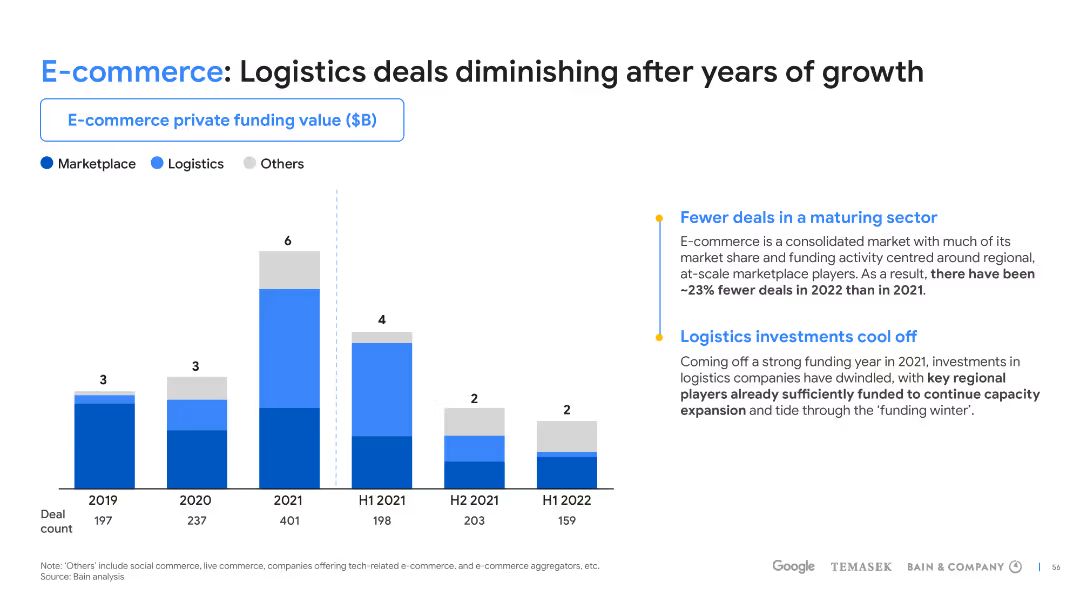 E-commerce: Logistics deals diminishing after years of growth
E-commerce private funding value ($B)
Marketplace Logistics Others
6
4
3
3
2
2
2019 2020 2021 H1 2021 H2 2021 H1 2022
Deal count 197 237 401 198 203 159
Fewer deals in a maturing sector
E-commerce is a consolidated market with much of its
market share and funding activity centred around regional,
at-scale marketplace players. As a result, there have been
~23% fewer deals in 2022 than in 2021.
Logistics investments cool off
Coming off a strong funding year in 2021, investments in
logistics companies have dwindled, with key regional
players already sufficiently funded to continue capacity
expansion and tide through the ‘funding winter’.
Note: ‘Others’ include social commerce, live commerce, companies offering tech-related e-commerce, and e-commerce aggregators, etc.
Source: Bain analysis
Google TEMASEK BAIN & COMPANY | 56